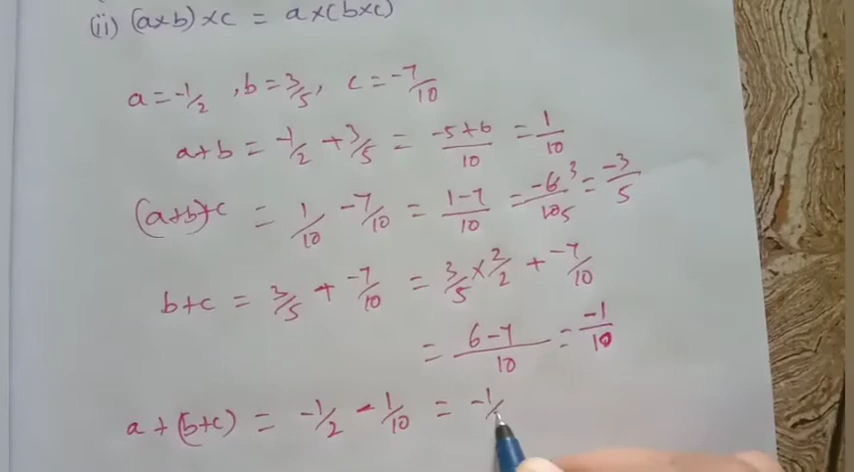 (ii) (a×b)×c = a×(b×c)
a = -1/2, b = 3/5, c = -7/10
a+b = -1/2 + 3/5 = -5+6/10 = 1/10
(a+b)+c = 1/10 -7/10 = 1-7/10 = -6 3/10 5 = -3/5
b+c = 3/5 + -7/10 = 3/5 × 2/2 + -7/10
= 6-7/10 = -1/10
a+(b+c) = -1/2 - 1/10 = -1/